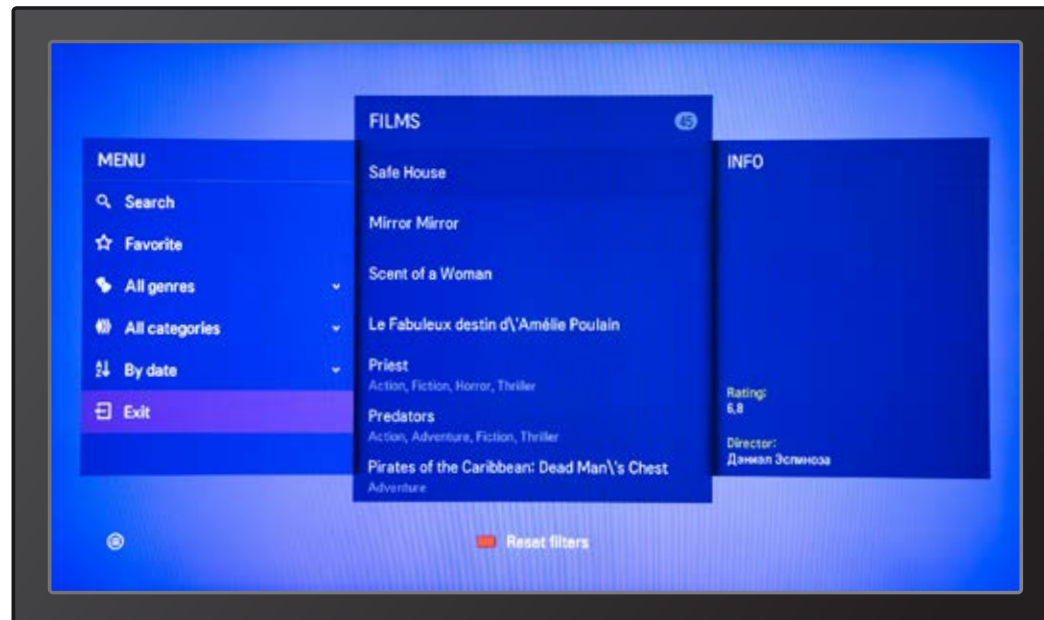 FILMS
45
MENU
INFO
Safe House
Search
Mirror Mirror
Favorite
Scent of a Woman
All genres
Le Fabuleux destin d\'Amélie Poulain
All categories
Priest
By date
Action, Fiction, Horror, Thriller
Rating:
6,8
Exit
Predators
Action, Adventure, Fiction, Thriller
Director:
Дэниал Эспиноза
Pirates of the Caribbean: Dead Man\'s Chest
Adventure
Reset filters